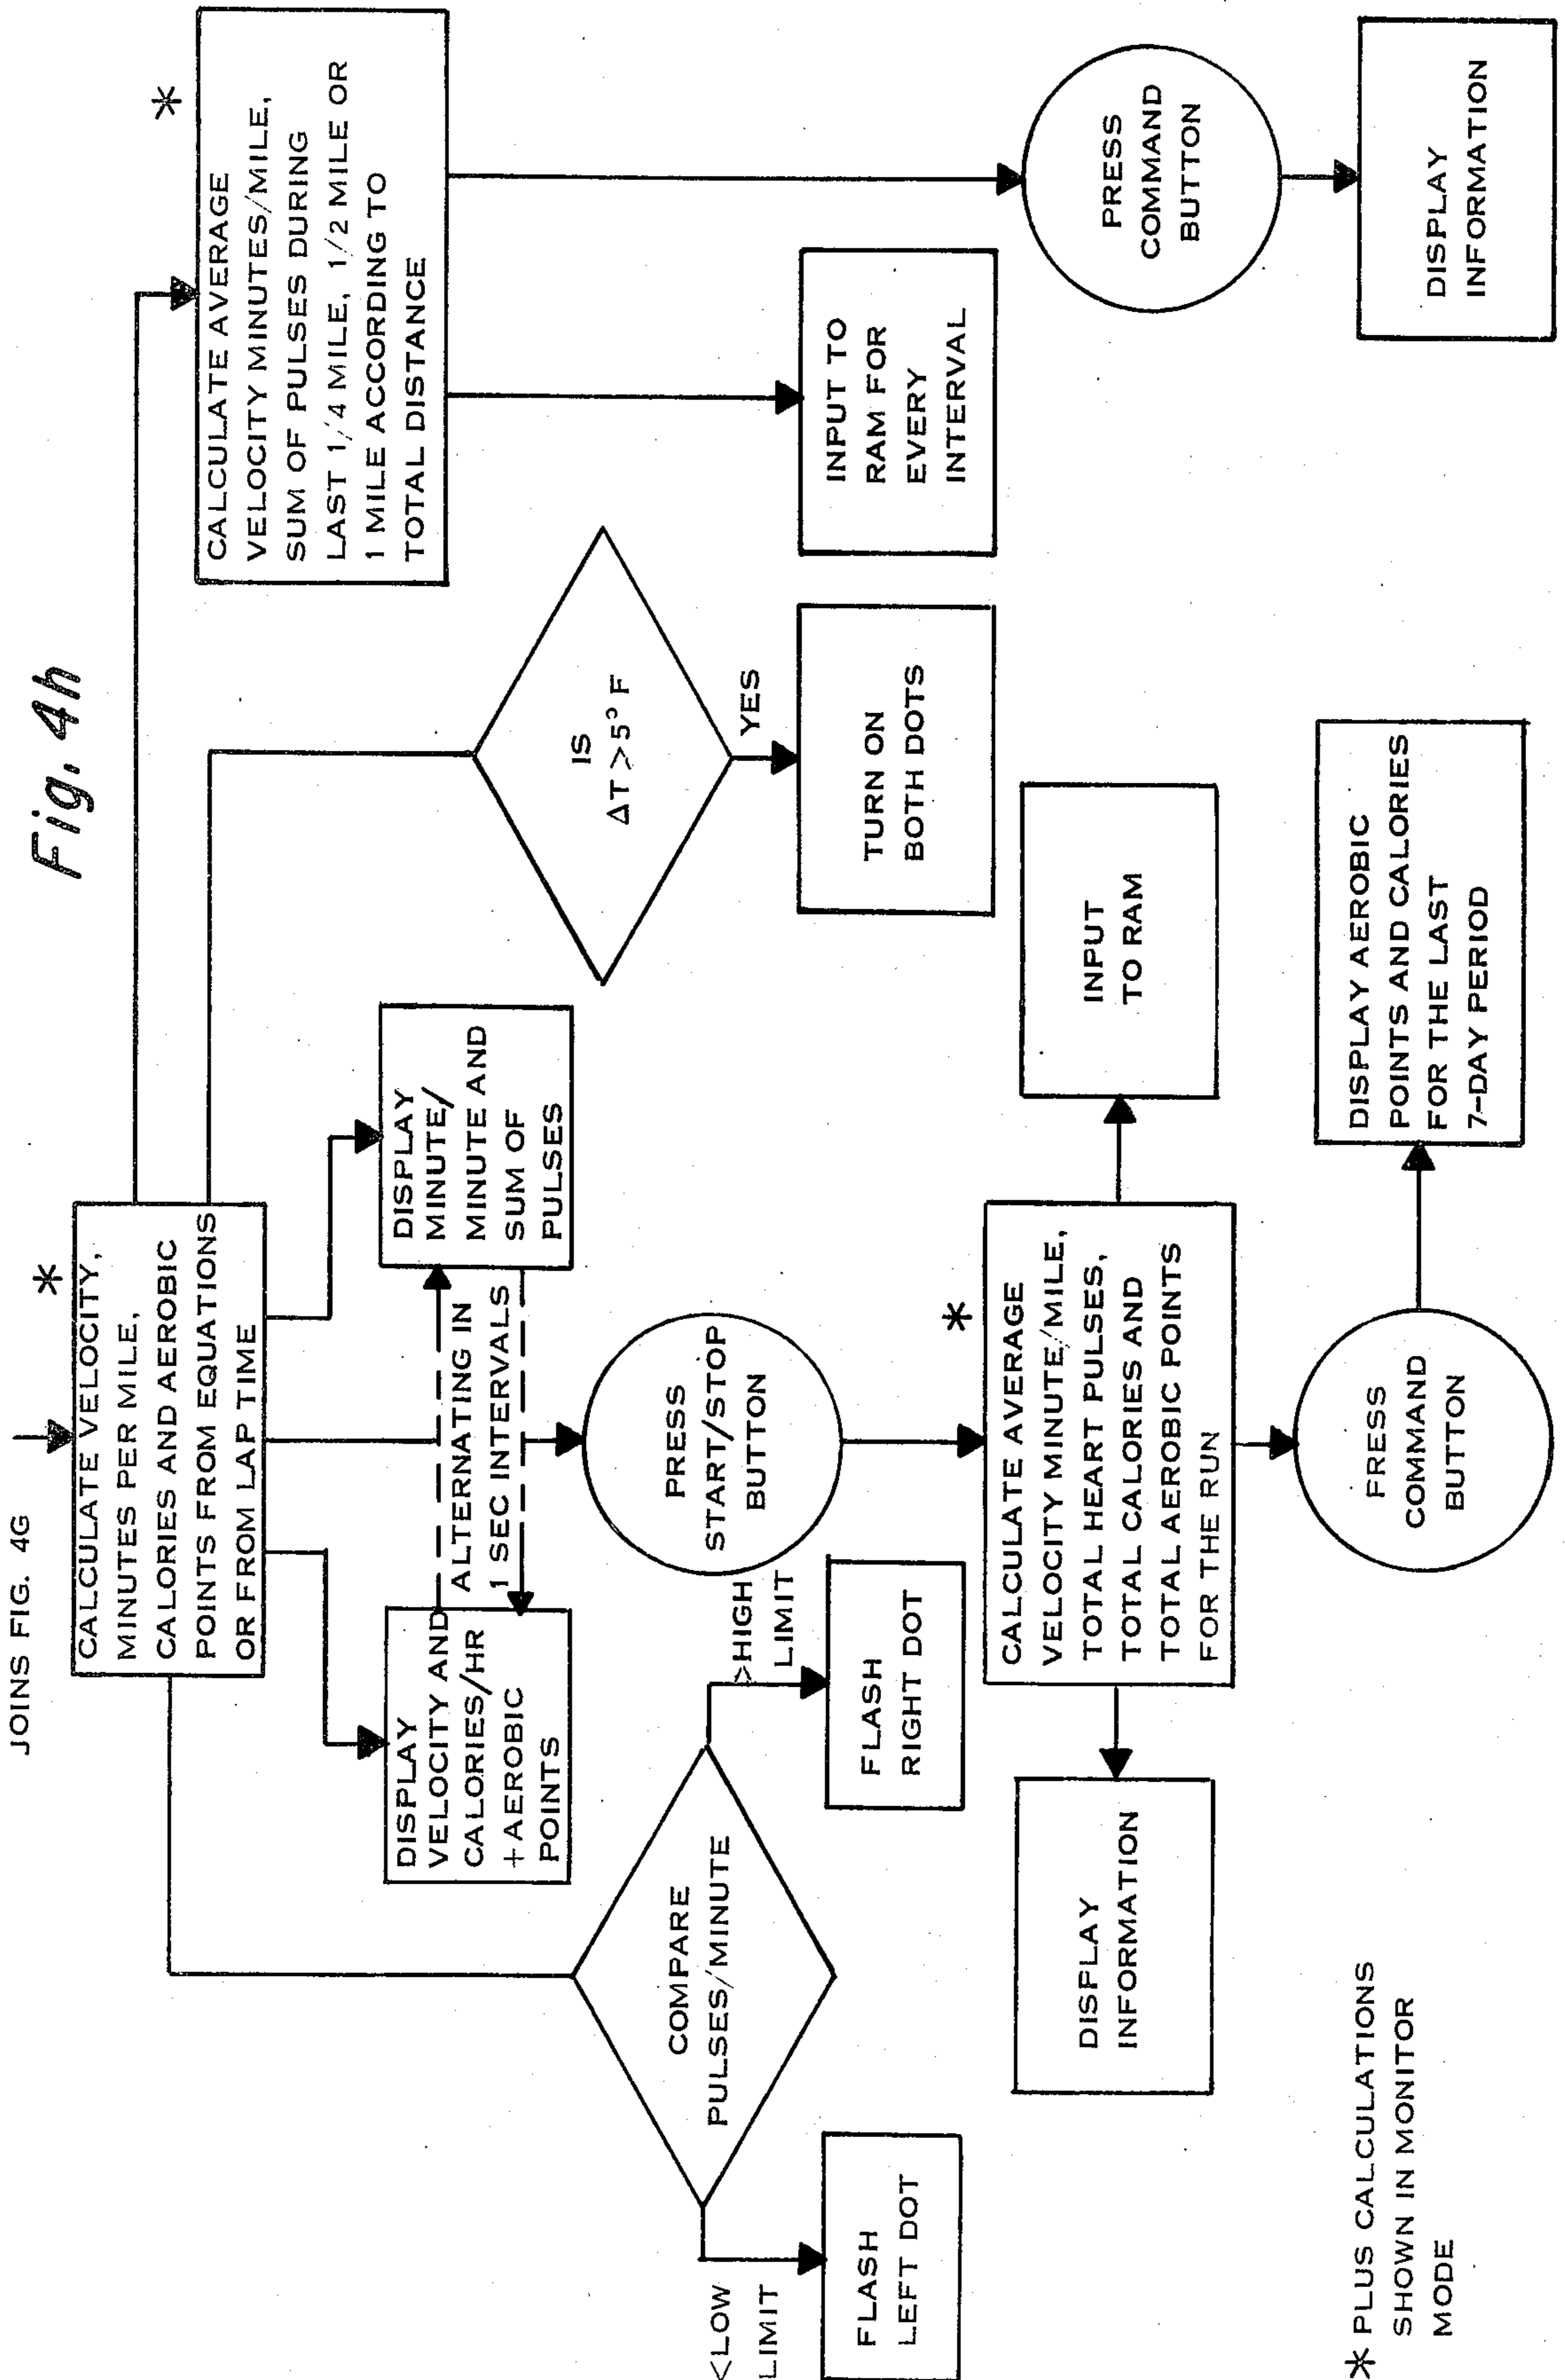 Fig. 4h
JOINS FIG. 4G
*
CALCULATE VELOCITY,
MINUTES PER MILE,
CALORIES AND AEROBIC
POINTS FROM EQUATIONS
OR FROM LAP TIME
*
CALCULATE AVERAGE
VELOCITY MINUTES/MILE,
SUM OF PULSES DURING
LAST 1/4 MILE, 1/2 MILE OR
1 MILE ACCORDING TO
TOTAL DISTANCE
DISPLAY
VELOCITY AND
CALORIES/HR
+AEROBIC
POINTS
ALTERNATING IN
1 SEC INTERVALS
DISPLAY
MINUTE/
MINUTE AND
SUM OF
PULSES
IS
ΔT >5° F
YES
TURN ON
BOTH DOTS
INPUT TO
RAM FOR
EVERY
INTERVAL
PRESS
COMMAND
BUTTON
DISPLAY
INFORMATION
COMPARE
PULSES/MINUTE
<LOW
LIMIT
FLASH
LEFT DOT
>HIGH
LIMIT
FLASH
RIGHT DOT
PRESS
START/STOP
BUTTON
*
CALCULATE AVERAGE
VELOCITY MINUTE/MILE,
TOTAL HEART PULSES,
TOTAL CALORIES AND
TOTAL AEROBIC POINTS
FOR THE RUN
DISPLAY
INFORMATION
INPUT
TO RAM
PRESS
COMMAND
BUTTON
DISPLAY AEROBIC
POINTS AND CALORIES
FOR THE LAST
7-DAY PERIOD
* PLUS CALCULATIONS
SHOWN IN MONITOR
MODE